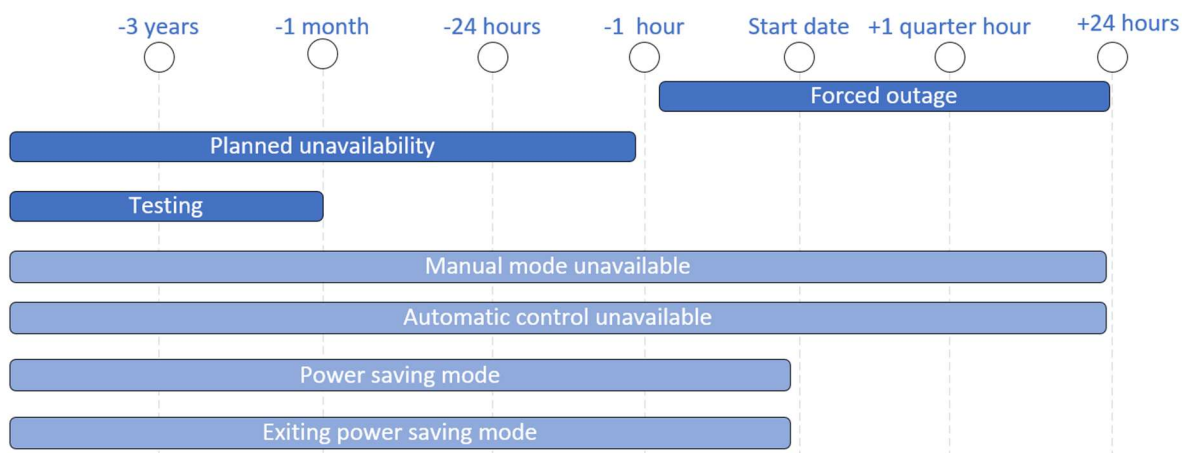 -3 years
-1 month
-24 hours
-1 hour
Start date
+1 quarter hour
+24 hours
Forced outage
Planned unavailability
Testing
Manual mode unavailable
Automatic control unavailable
Power saving mode
Exiting power saving mode